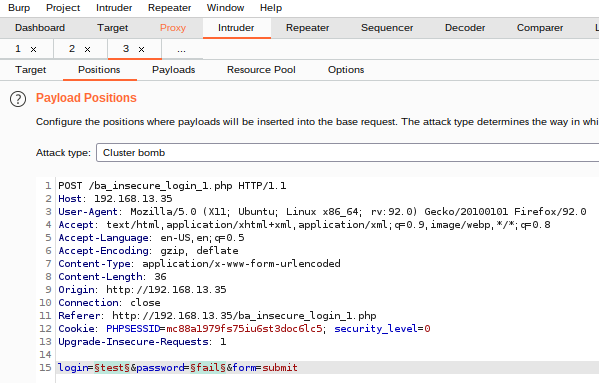 Burp Project Intruder Repeater Window Help
Dashboard Target Proxy Intruder Repeater Sequencer Decoder Comparer
1 × 2 × 3 × ...
Target Positions Payloads Resource Pool Options
? Payload Positions
Configure the positions where payloads will be inserted into the base request. The attack type determines the way in whi
Attack type: Cluster bomb
1 POST /ba_insecure_login_1.php HTTP/1.1
2 Host: 192.168.13.35
3 User-Agent: Mozilla/5.0 (X11; Ubuntu; Linux x86_64; rv:92.0) Gecko/20100101 Firefox/92.0
4 Accept: text/html,application/xhtml+xml,application/xml;q=0.9,image/webp,*/*;q=0.8
5 Accept-Language: en-US,en;q=0.5
6 Accept-Encoding: gzip, deflate
7 Content-Type: application/x-www-form-urlencoded
8 Content-Length: 36
9 Origin: http://192.168.13.35
10 Connection: close
11 Referer: http://192.168.13.35/ba_insecure_login_1.php
12 Cookie: PHPSESSID=mc88a1979fs75iu6st3doc6lc5; security_level=0
13 Upgrade-Insecure-Requests: 1
14
15 login=§test§&password=§fail§&form=submit